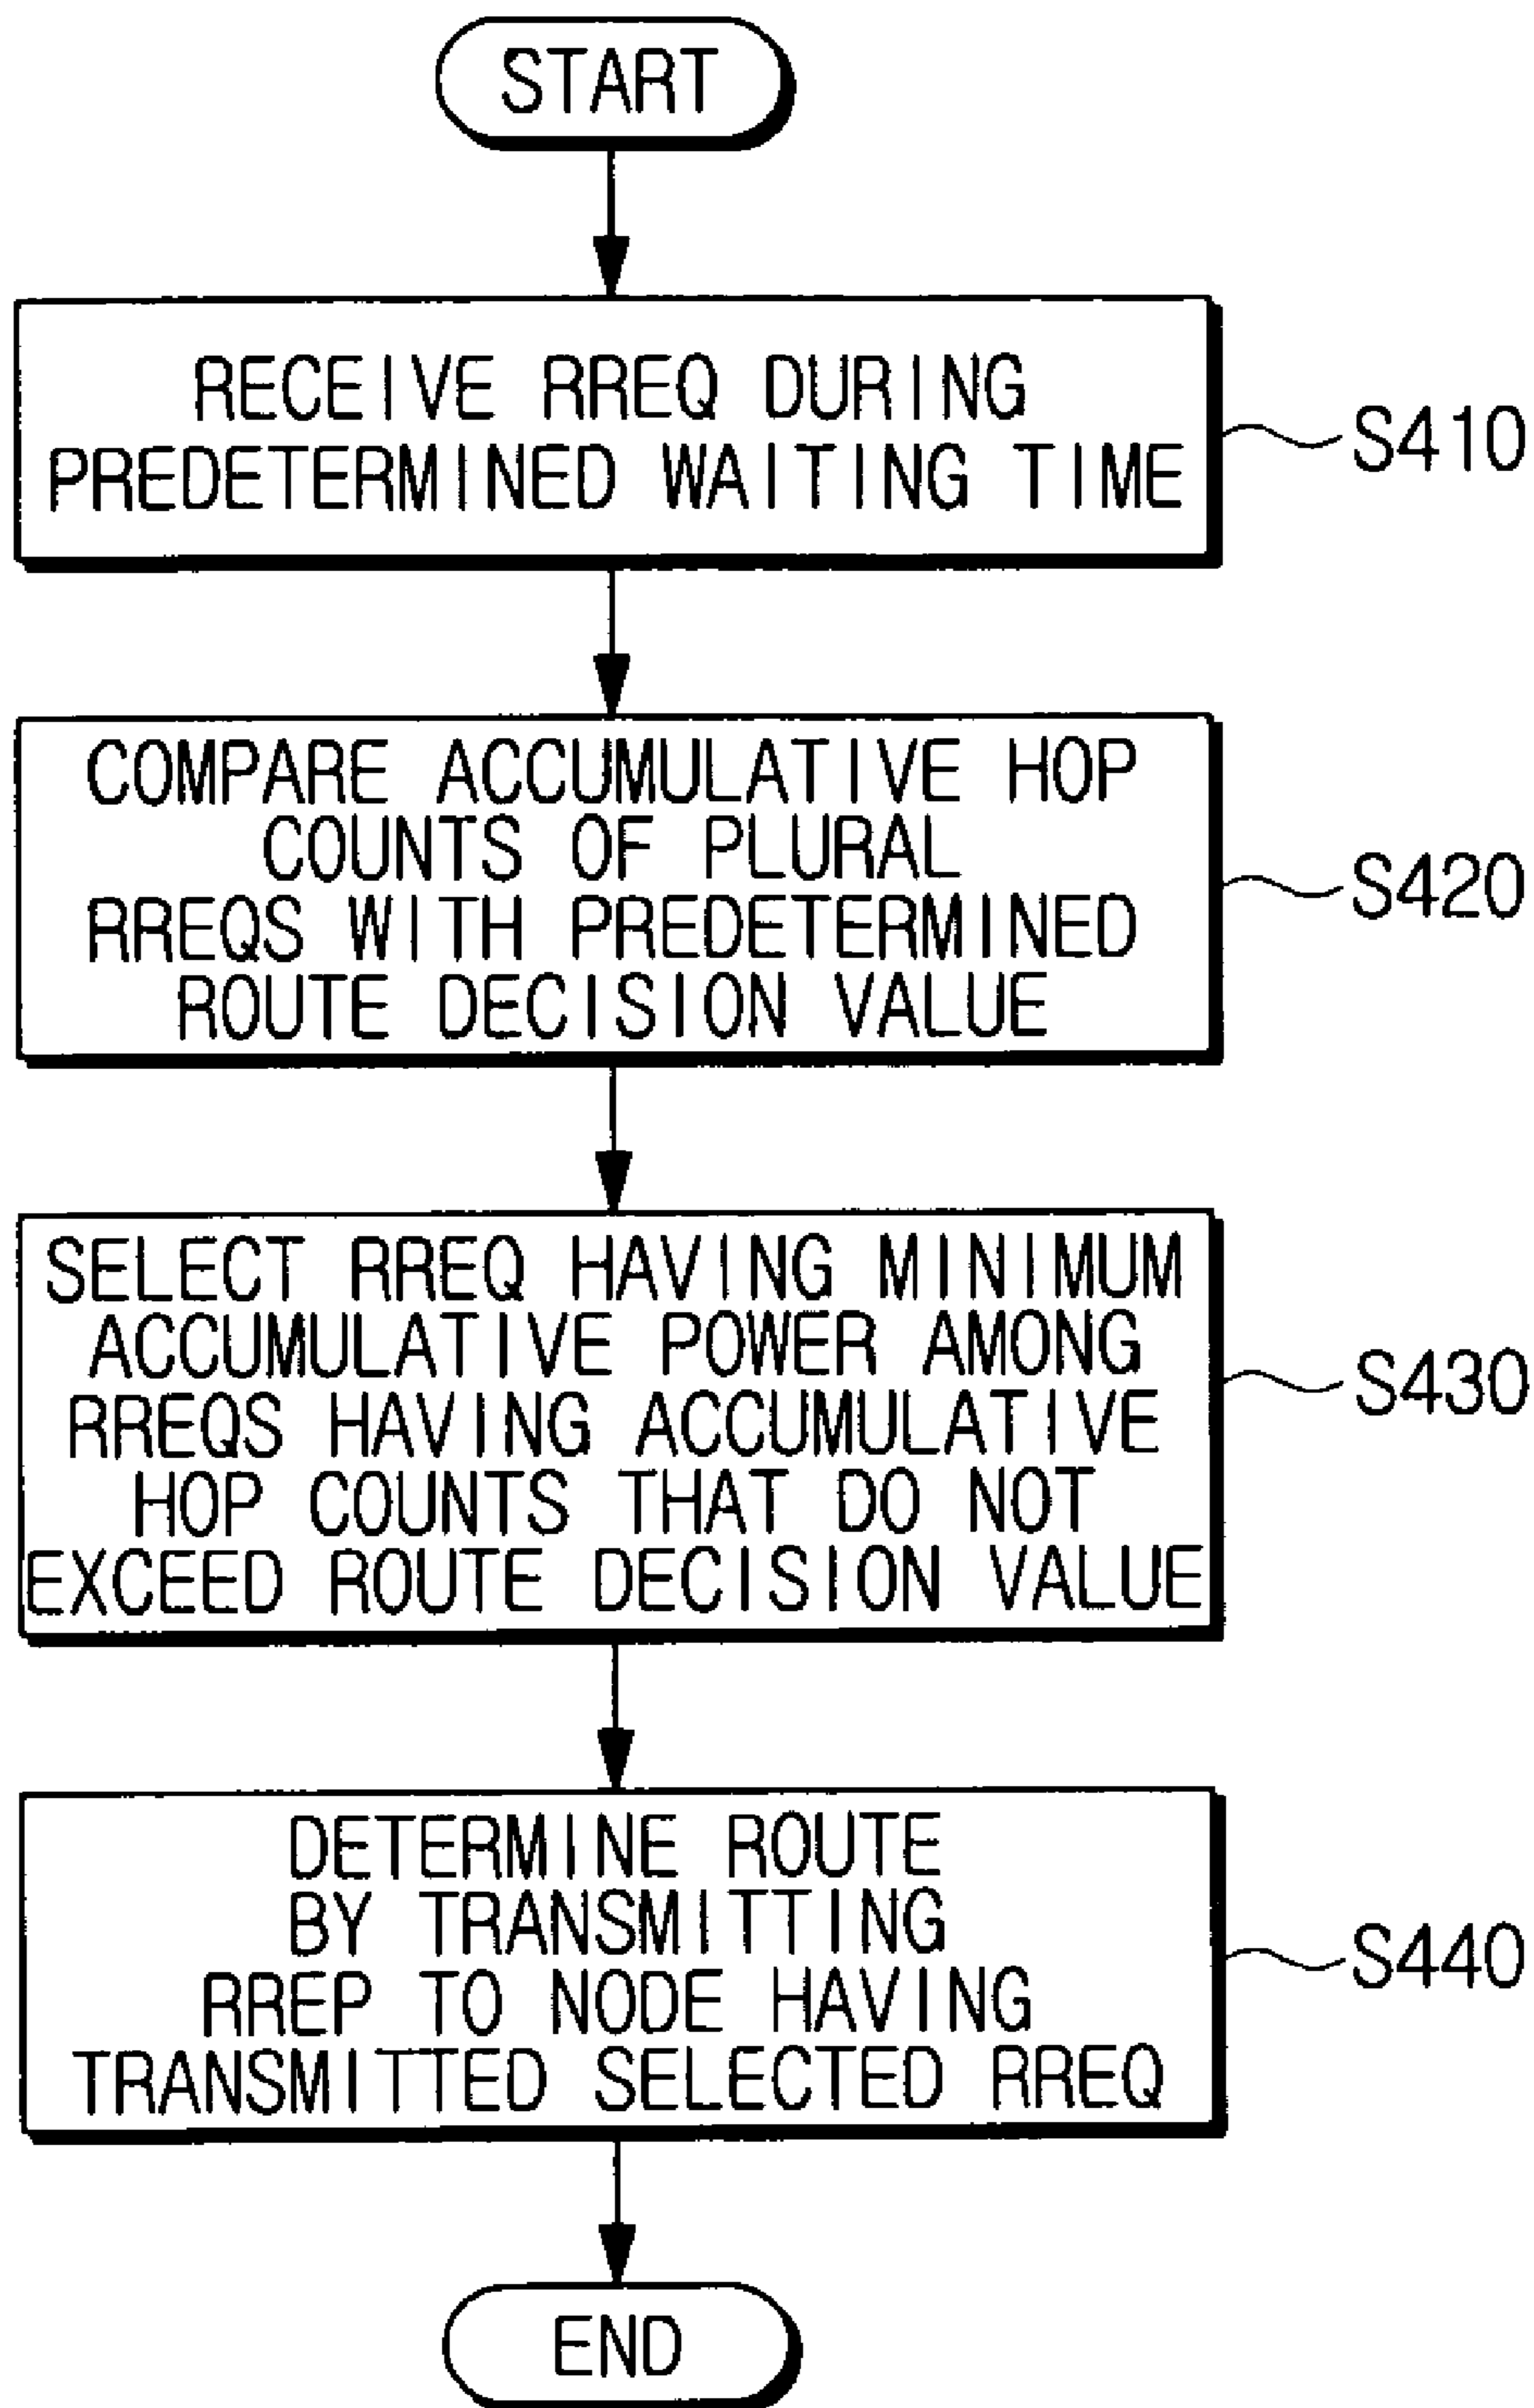 START
RECEIVE RREQ DURING
PREDETERMINED WAITING TIME
S410
COMPARE ACCUMULATIVE HOP
COUNTS OF PLURAL
RREQS WITH PREDETERMINED
ROUTE DECISION VALUE
S420
SELECT RREQ HAVING MINIMUM
ACCUMULATIVE POWER AMONG
RREQS HAVING ACCUMULATIVE
HOP COUNTS THAT DO NOT
EXCEED ROUTE DECISION VALUE
S430
DETERMINE ROUTE
BY TRANSMITTING
RREP TO NODE HAVING
TRANSMITTED SELECTED RREQ
S440
END